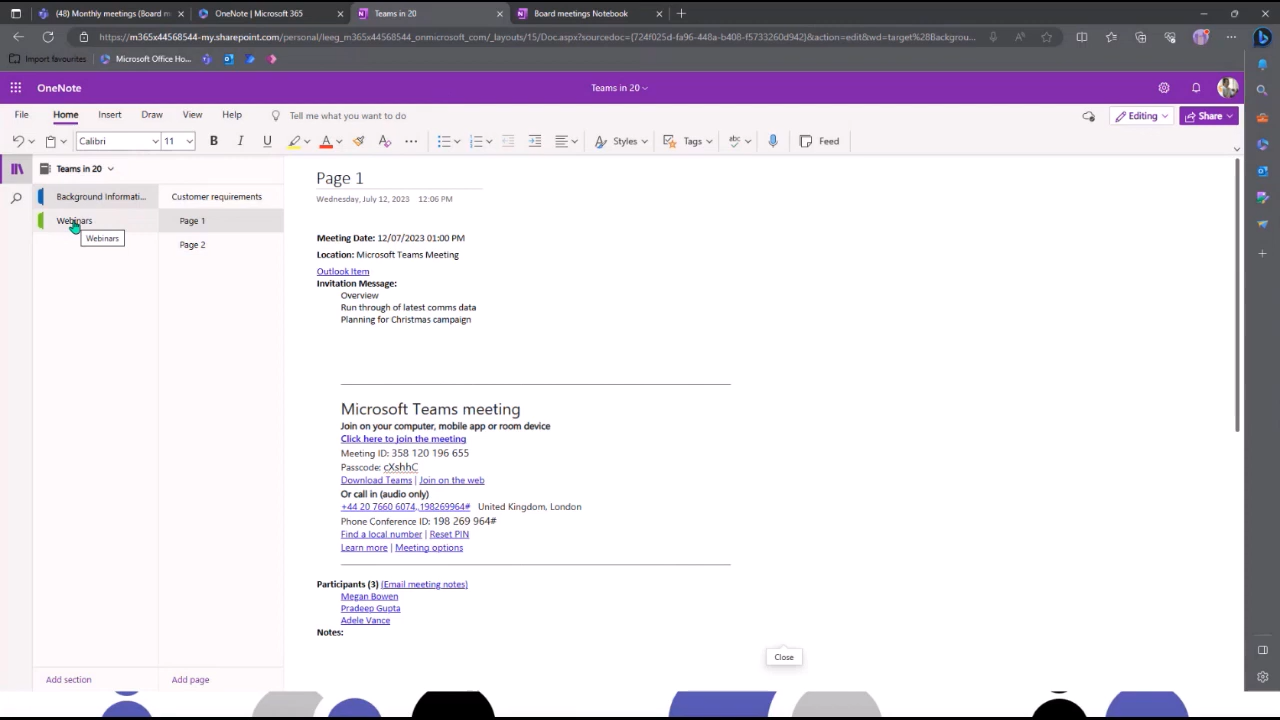 (48) Monthly meetings (Board m
OneNote | Microsoft 365
Teams in 20
Board meetings Notebook
https://m365x44568544-my.sharepoint.com/personal/leeg_m365x44568544_onmicrosoft_com/_layouts/15/Doc.aspx?sourcedoc={724f025d-fa96-448a-b408-f5733260d942}&action=edit&wd=target%28Backgrou...
Import favourites
Microsoft Office Ho...
OneNote
Teams in 20
File
Home
Insert
Draw
View
Help
Tell me what you want to do
Editing
Share
Calibri
11
B
I
U
A
Styles
Tags
Feed
Teams in 20
Background Informati...
Customer requirements
Webinars
Page 1
Webinars
Page 2
Page 1
Wednesday, July 12, 2023 12:06 PM
Meeting Date: 12/07/2023 01:00 PM
Location: Microsoft Teams Meeting
Outlook Item
Invitation Message:
Overview
Run through of latest comms data
Planning for Christmas campaign
Microsoft Teams meeting
Join on your computer, mobile app or room device
Click here to join the meeting
Meeting ID: 358 120 196 655
Passcode: cXshhC
Download Teams | Join on the web
Or call in (audio only)
+44 20 7660 6074,,198269964# United Kingdom, London
Phone Conference ID: 198 269 964#
Find a local number | Reset PIN
Learn more | Meeting options
Participants (3) (Email meeting notes)
Megan Bowen
Pradeep Gupta
Adele Vance
Notes:
Close
Add section
Add page